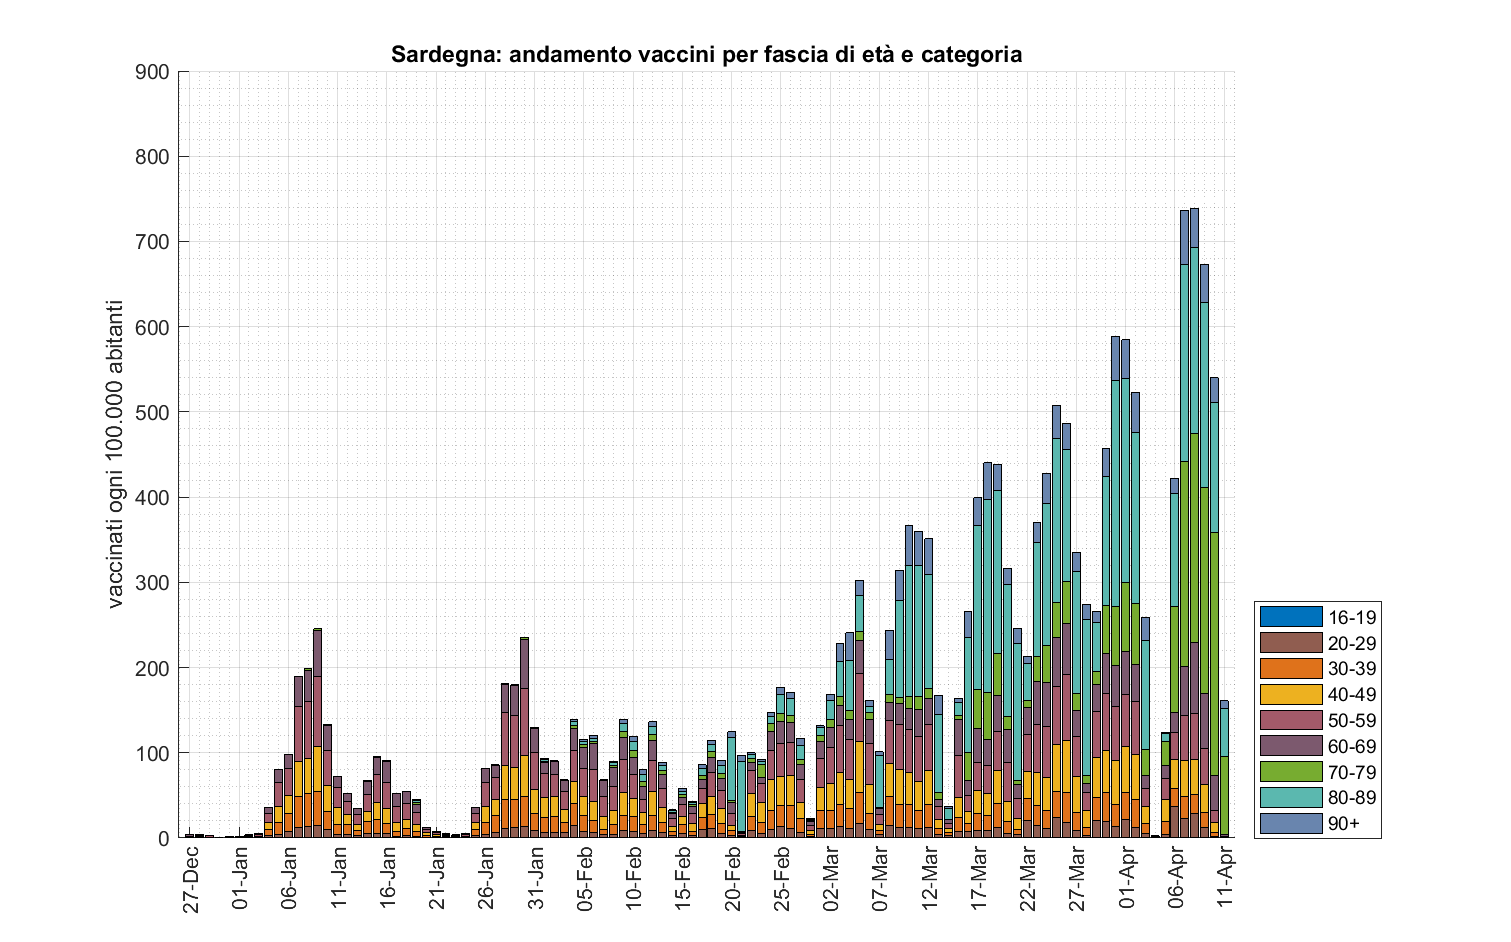 Sardegna: andamento vaccini per fascia di età e categoria
vaccinati ogni 100.000 abitanti
900
800
700
600
500
400
300
200
100
0
27-Dec
01-Jan
06-Jan
11-Jan
16-Jan
21-Jan
26-Jan
31-Jan
05-Feb
10-Feb
15-Feb
20-Feb
25-Feb
02-Mar
07-Mar
12-Mar
17-Mar
22-Mar
27-Mar
01-Apr
06-Apr
11-Apr
16-19
20-29
30-39
40-49
50-59
60-69
70-79
80-89
90+